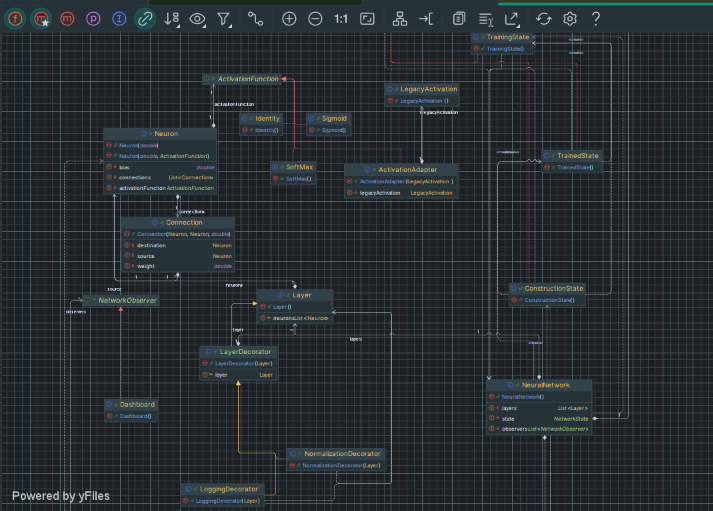 1:1
TrainingState
TrainingState()
ActivationFunction
LegacyActivation
LegacyActivation ()
activationFunction
legacyActivation
Identity
Identity()
Sigmoid
Sigmoid()
Neuron
Neuron(double)
Neuron(double, ActivationFunction)
bias double
connections List<Connection>
activationFunction ActivationFunction
TrainedState
TrainedState()
SoftMax
SoftMax()
ActivationAdapter
ActivationAdapter (LegacyActivation )
legacyActivation LegacyActivation
connections
Connection
Connection(Neuron, Neuron, double)
destination Neuron
source Neuron
weight double
source
neurons
NetworkObserver
observers
ConstructionState
ConstructionState()
Layer
Layer ()
neurons List <Neuron>
layer
layers
LayerDecorator
LayerDecorator (Layer)
layer Layer
NeuralNetwork
NeuralNetwork()
layers List <Layer>
state NetworkState
observers List<NetworkObserver>
Dashboard
Dashboard()
NormalizationDecorator
NormalizationDecorator(Layer)
LoggingDecorator
LoggingDecorator(Layer)
Powered by yFiles